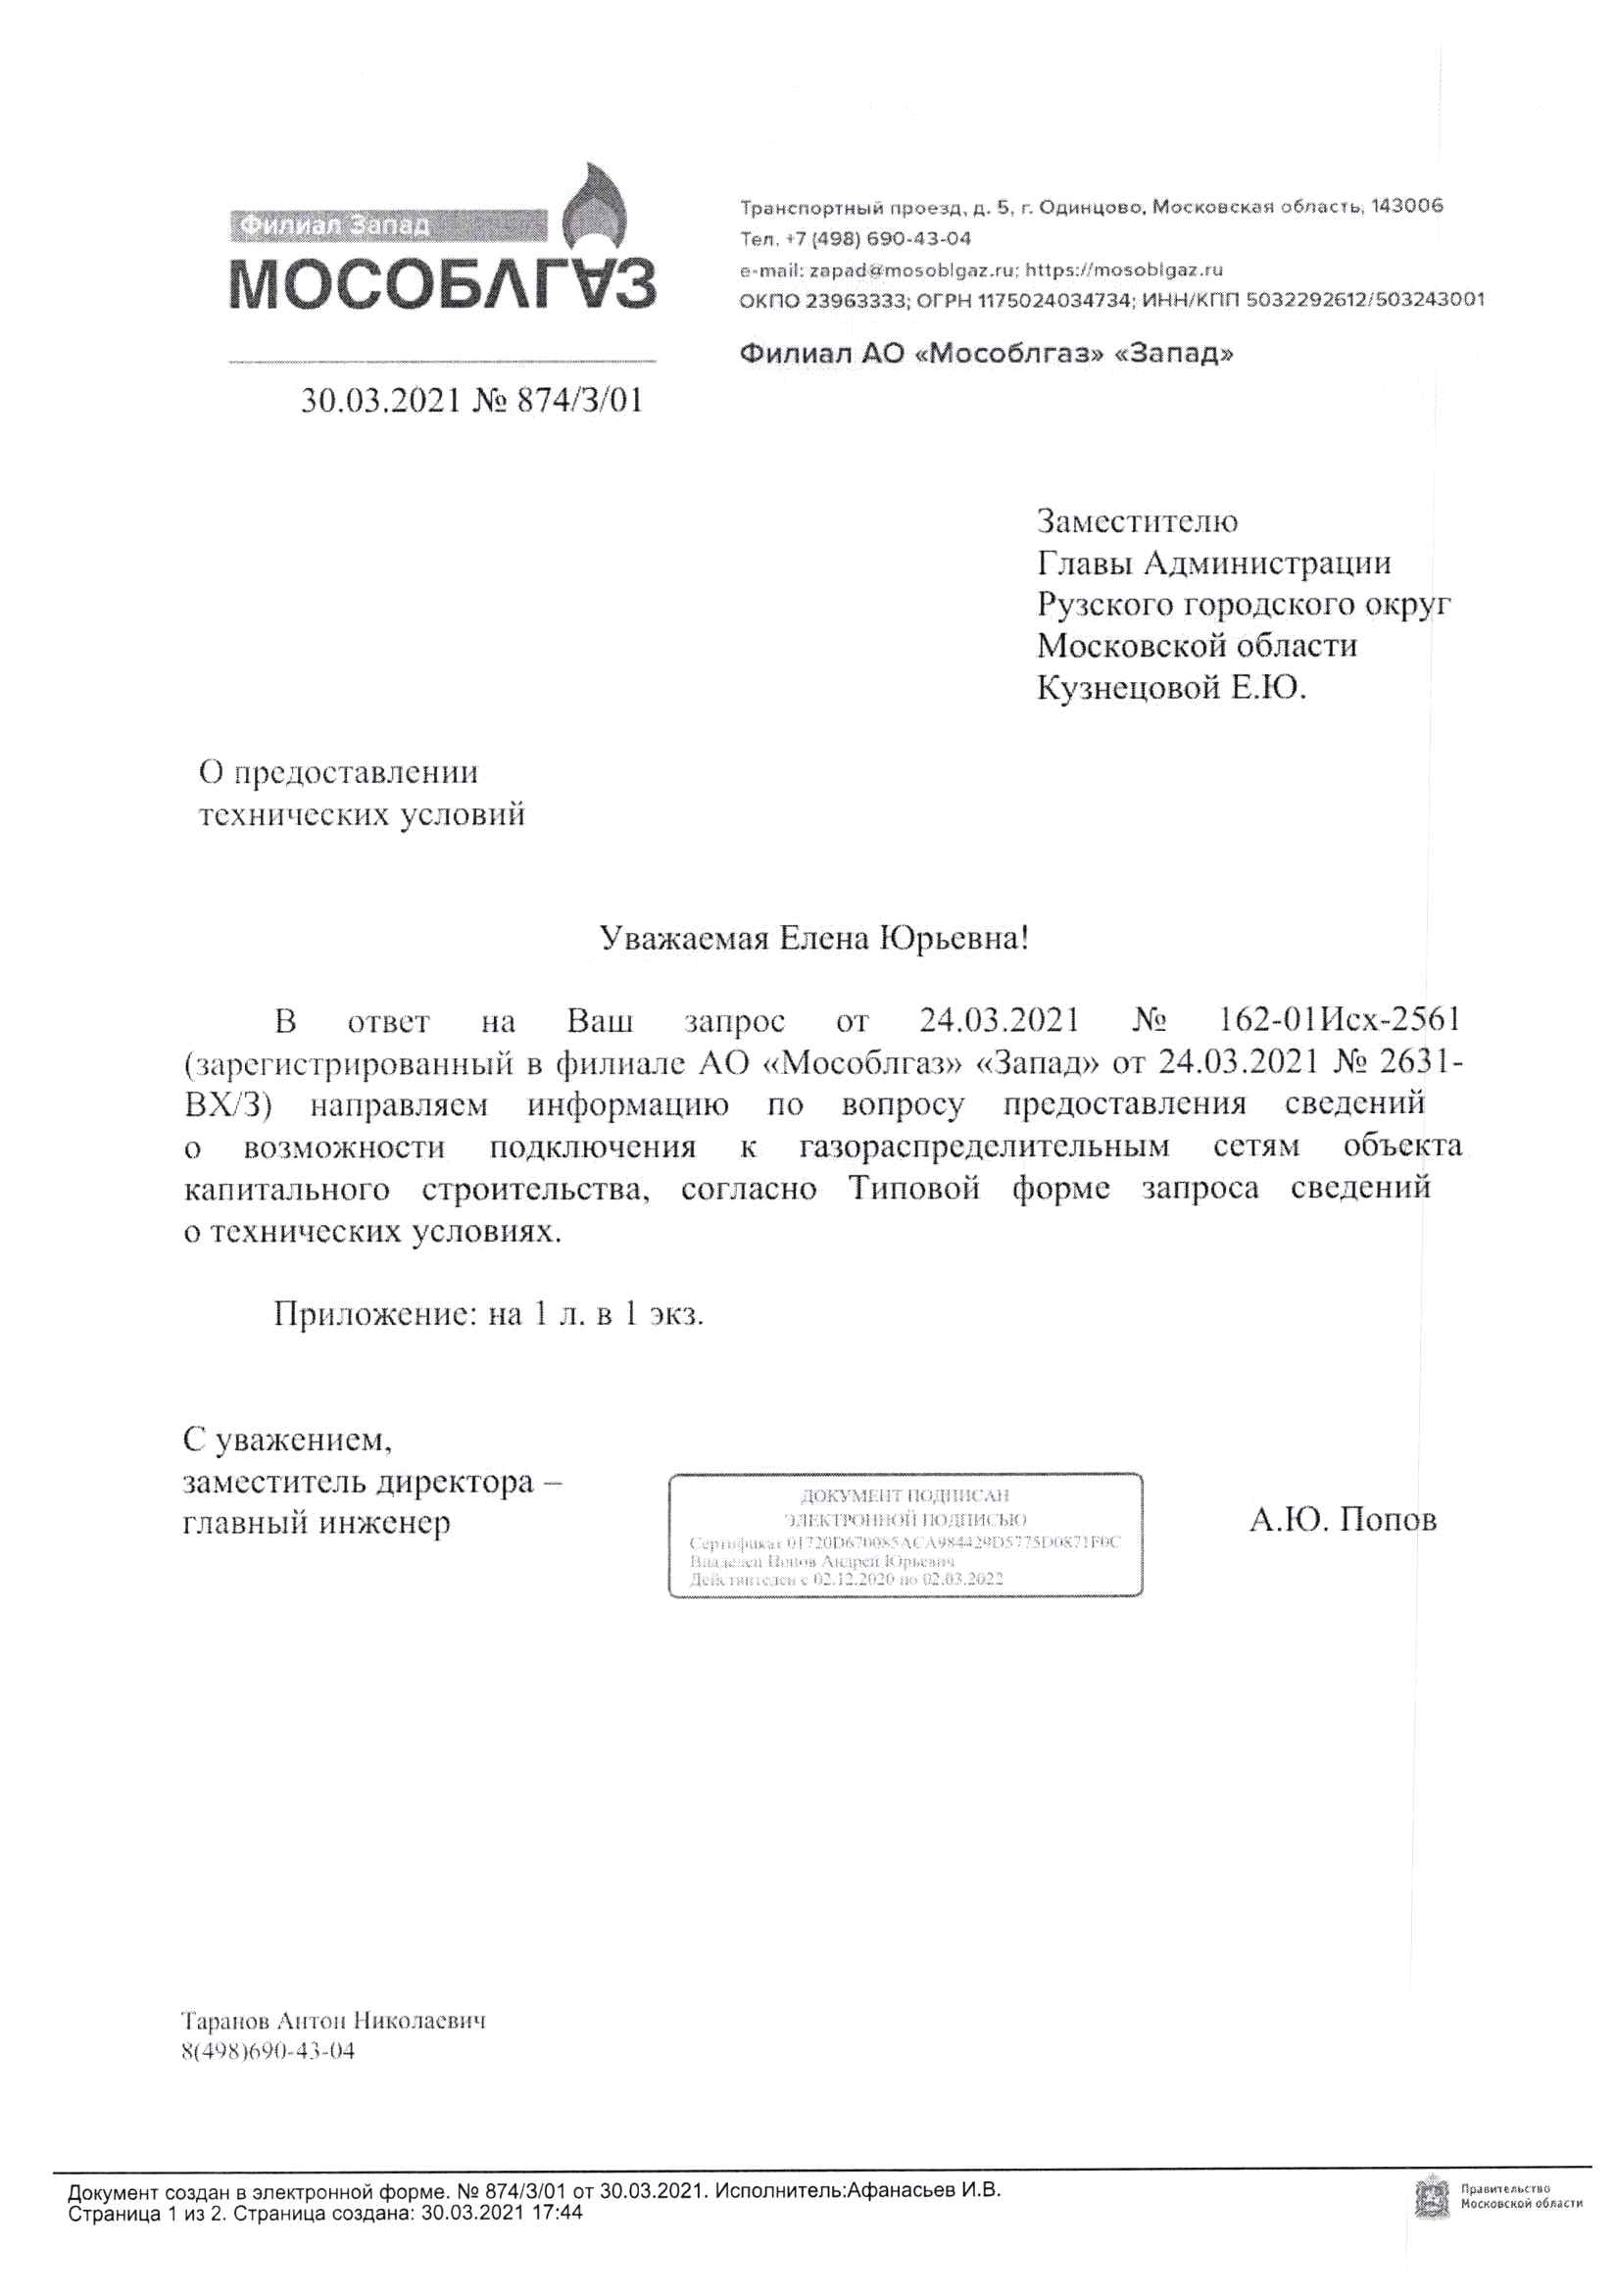 Филиал Запад
МОСОБЛГАЗ
Транспортный проезд, д. 5, г. Одинцово, Московская область, 143006
Тел. +7 (498) 690-43-04
e-mail: zapad@mosoblgaz.ru; https://mosoblgaz.ru
ОКПО 23963333; ОГРН 1175024034734; ИНН/КПП 5032292612/503243001
Филиал АО «Мособлгаз» «Запад»
30.03.2021 № 874/З/01
Заместителю
Главы Администрации
Рузского городского округ
Московской области
Кузнецовой Е.Ю.
О предоставлении
технических условий
Уважаемая Елена Юрьевна!
В ответ на Ваш запрос от 24.03.2021 № 162-01Исх-2561
(зарегистрированный в филиале АО «Мособлгаз» «Запад» от 24.03.2021 № 2631-
ВХ/З) направляем информацию по вопросу предоставления сведений
о возможности подключения к газораспределительным сетям объекта
капитального строительства, согласно Типовой форме запроса сведений
о технических условиях.
Приложение: на 1 л. в 1 экз.
С уважением,
заместитель директора –
главный инженер
ДОКУМЕНТ ПОДПИСАН
ЭЛЕКТРОННОЙ ПОДПИСЬЮ
Сертификат 01720D670085ACA984429D5775D0871F0C
Владелец Попов Андрей Юрьевич
Действителен с 02.12.2020 по 02.03.2022
А.Ю. Попов
Таранов Антон Николаевич
8(498)690-43-04
Документ создан в электронной форме. № 874/З/01 от 30.03.2021. Исполнитель:Афанасьев И.В.
Страница 1 из 2. Страница создана: 30.03.2021 17:44
Правительство
Московской области